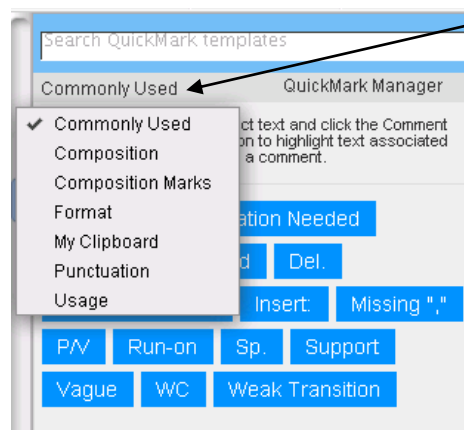 Search QuickMark templates
Commonly Used QuickMark Manager
✔ Commonly Used
Composition
Composition Marks
Format
My Clipboard
Punctuation
Usage
ct text and click the Comment
on to highlight text associated
a comment.
ation Needed
d Del.
Insert: Missing ","
P/V Run-on Sp. Support
Vague WC Weak Transition